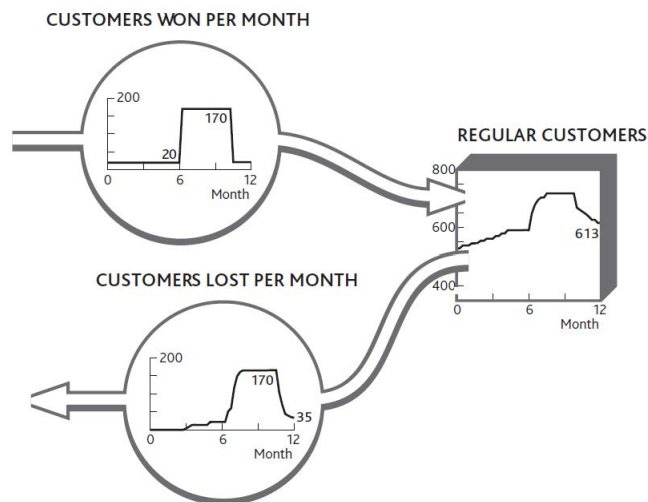 CUSTOMERS WON PER MONTH
200
170
20
0 6 12
Month
REGULAR CUSTOMERS
800
600
613
400
0 6 12
Month
CUSTOMERS LOST PER MONTH
200
170
35
0 6 12
Month